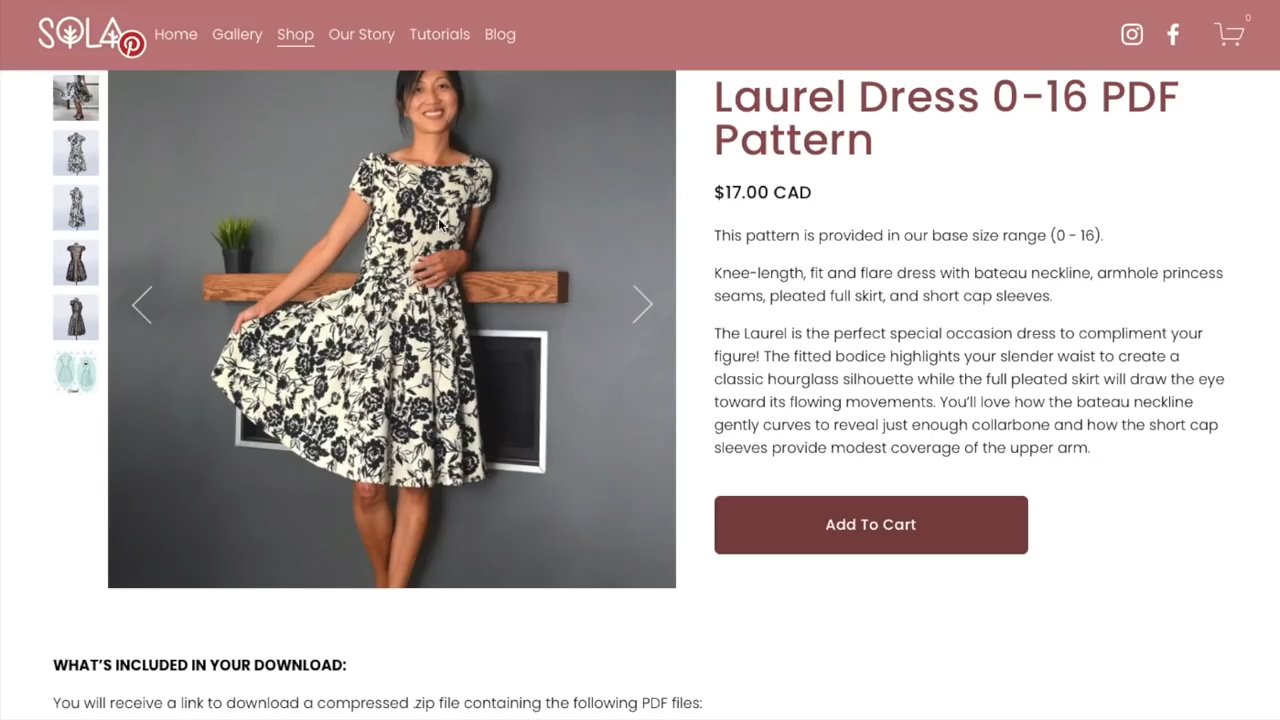 SOLA
Home Gallery Shop Our Story Tutorials Blog
0
Laurel Dress 0-16 PDF
Pattern
$17.00 CAD
This pattern is provided in our base size range (0 - 16).
Knee-length, fit and flare dress with bateau neckline, armhole princess
seams, pleated full skirt, and short cap sleeves.
The Laurel is the perfect special occasion dress to compliment your
figure! The fitted bodice highlights your slender waist to create a
classic hourglass silhouette while the full pleated skirt will draw the eye
toward its flowing movements. You’ll love how the bateau neckline
gently curves to reveal just enough collarbone and how the short cap
sleeves provide modest coverage of the upper arm.
Add To Cart
WHAT’S INCLUDED IN YOUR DOWNLOAD:
You will receive a link to download a compressed .zip file containing the following PDF files: